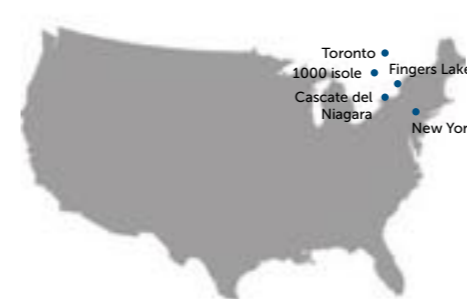 Toronto
1000 isole
Fingers Lake
Cascate del
Niagara
New Yor